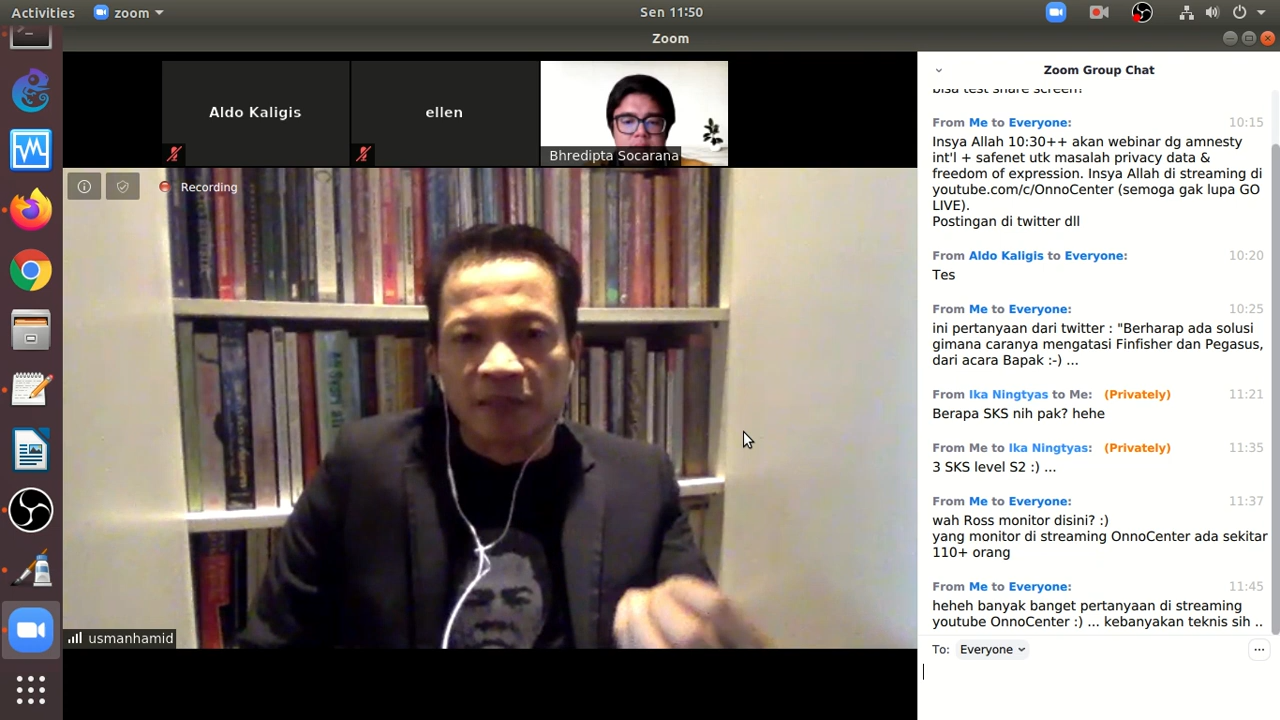 Activities
zoom
Sen 11:50
Zoom
Aldo Kaligis
ellen
Bhredipta Socarana
Recording
usmanhamid
Zoom Group Chat
bisa test share screen?
From Me to Everyone: 10:15
Insya Allah 10:30++ akan webinar dg amnesty
int'l + safenet utk masalah privacy data &
freedom of expression. Insya Allah di streaming di
youtube.com/c/OnnoCenter (semoga gak lupa GO
LIVE).
Postingan di twitter dll
From Aldo Kaligis to Everyone: 10:20
Tes
From Me to Everyone: 10:25
ini pertanyaan dari twitter : "Berharap ada solusi
gimana caranya mengatasi Finfisher dan Pegasus,
dari acara Bapak :-) ...
From Ika Ningtyas to Me: (Privately) 11:21
Berapa SKS nih pak? hehe
From Me to Ika Ningtyas: (Privately) 11:35
3 SKS level S2 :) ...
From Me to Everyone: 11:37
wah Ross monitor disini? :)
yang monitor di streaming OnnoCenter ada sekitar
110+ orang
From Me to Everyone: 11:45
heheh banyak banget pertanyaan di streaming
youtube OnnoCenter :) ... kebanyakan teknis sih ..
To: Everyone